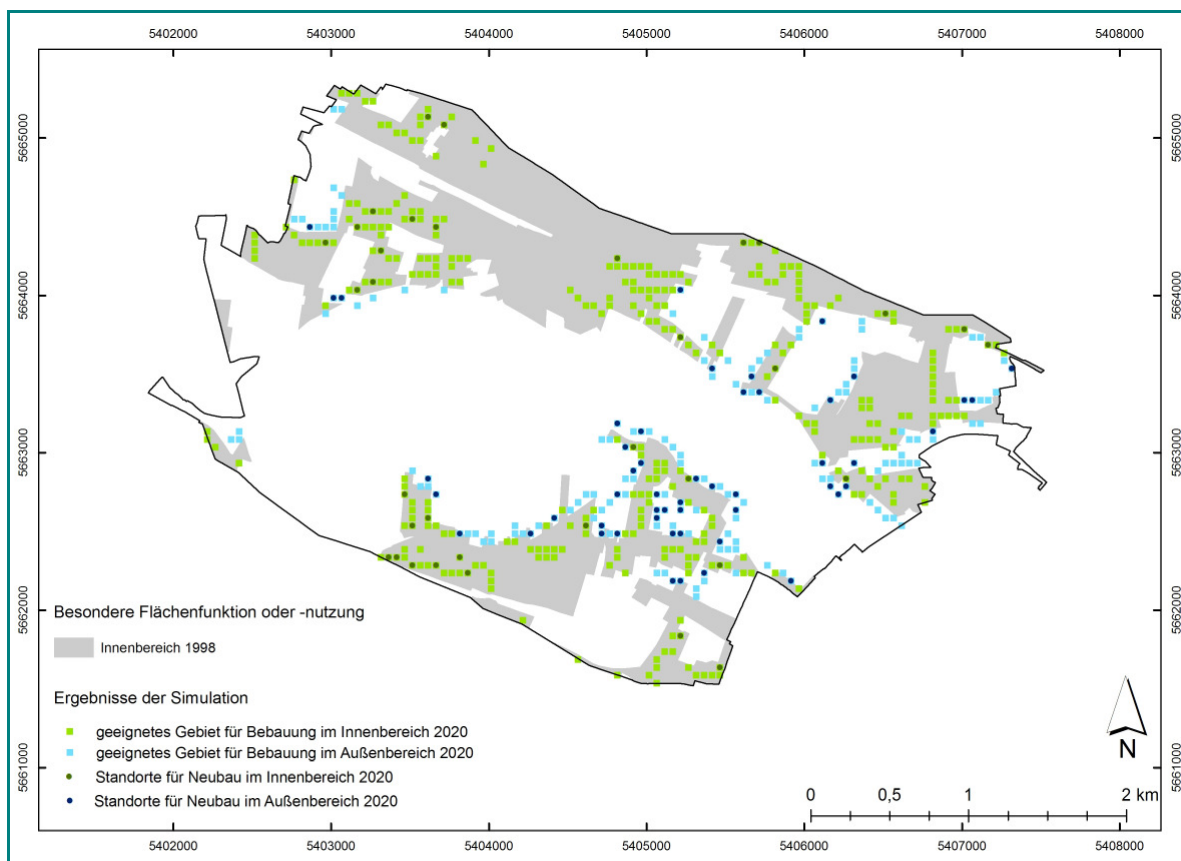 5402000 5403000 5404000 5405000 5406000 5407000 5408000
5665000 5665000
5664000 5664000
5663000 5663000
5662000 5662000
5661000 5661000
Besondere Flächenfunktion oder -nutzung
Innenbereich 1998
Ergebnisse der Simulation
geeignetes Gebiet für Bebauung im Innenbereich 2020
geeignetes Gebiet für Bebauung im Außenbereich 2020
Standorte für Neubau im Innenbereich 2020
Standorte für Neubau im Außenbereich 2020
N
0 0,5 1 2 km
5402000 5403000 5404000 5405000 5406000 5407000 5408000